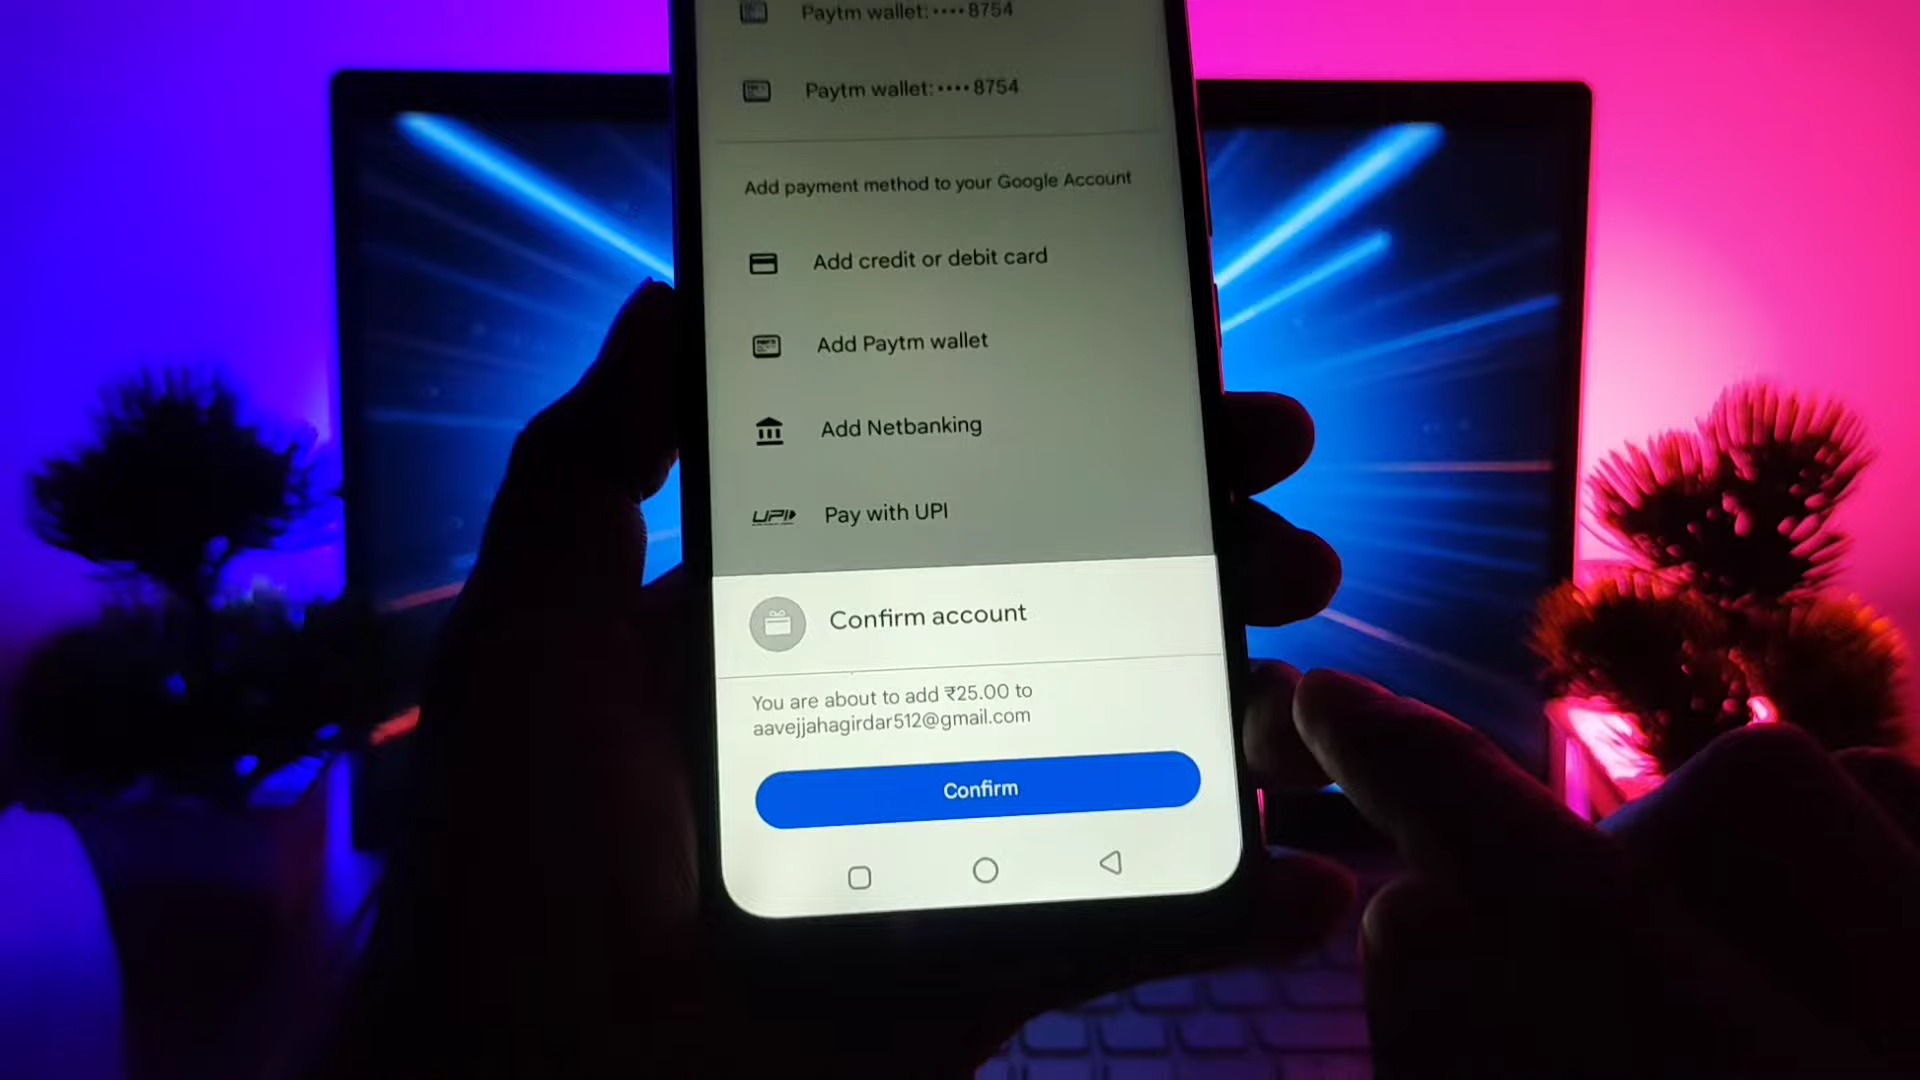 Paytm wallet: •••• 8754
Paytm wallet: •••• 8754
Add payment method to your Google Account
Add credit or debit card
Add Paytm wallet
Add Netbanking
UPI Pay with UPI
Confirm account
You are about to add ₹25.00 to
aavejjahagirdar512@gmail.com
Confirm